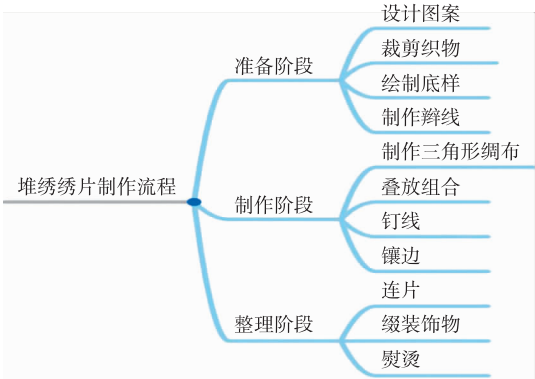 堆绣绣片制作流程
准备阶段
设计图案
裁剪织物
绘制底样
制作辫线
制作阶段
制作三角形绸布
叠放组合
钉线
镶边
整理阶段
连片
缀装饰物
熨烫